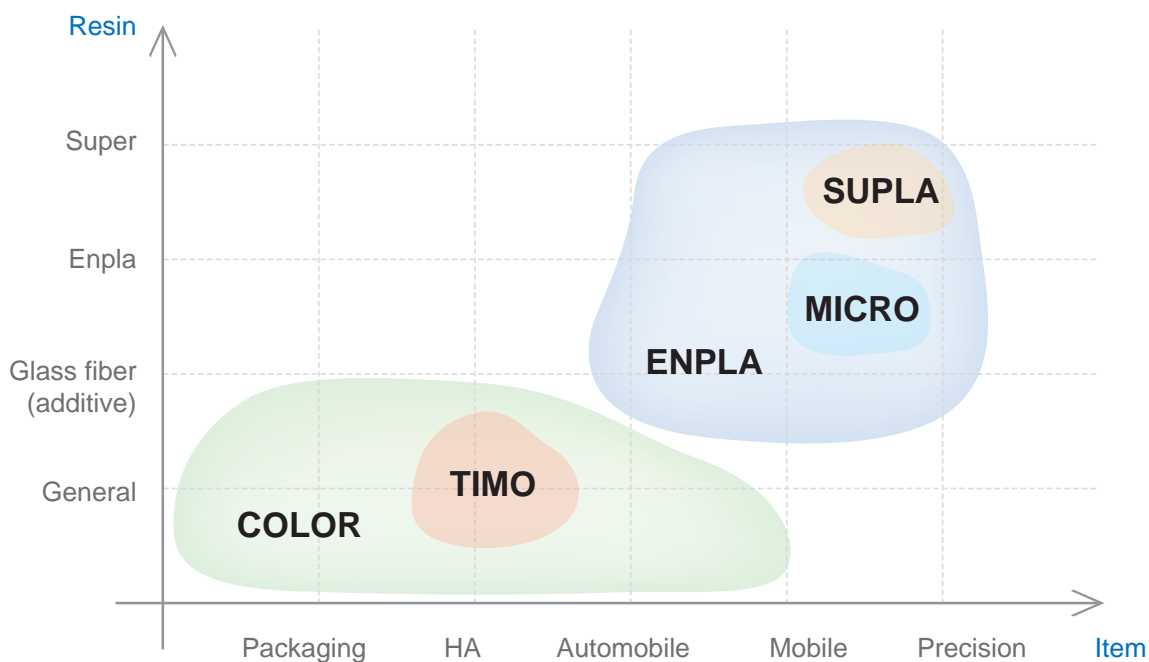 Resin
Super
SUPLA
Enpla
MICRO
ENPLA
Glass fiber
(additive)
TIMO
General
COLOR
Packaging HA Automobile Mobile Precision Item